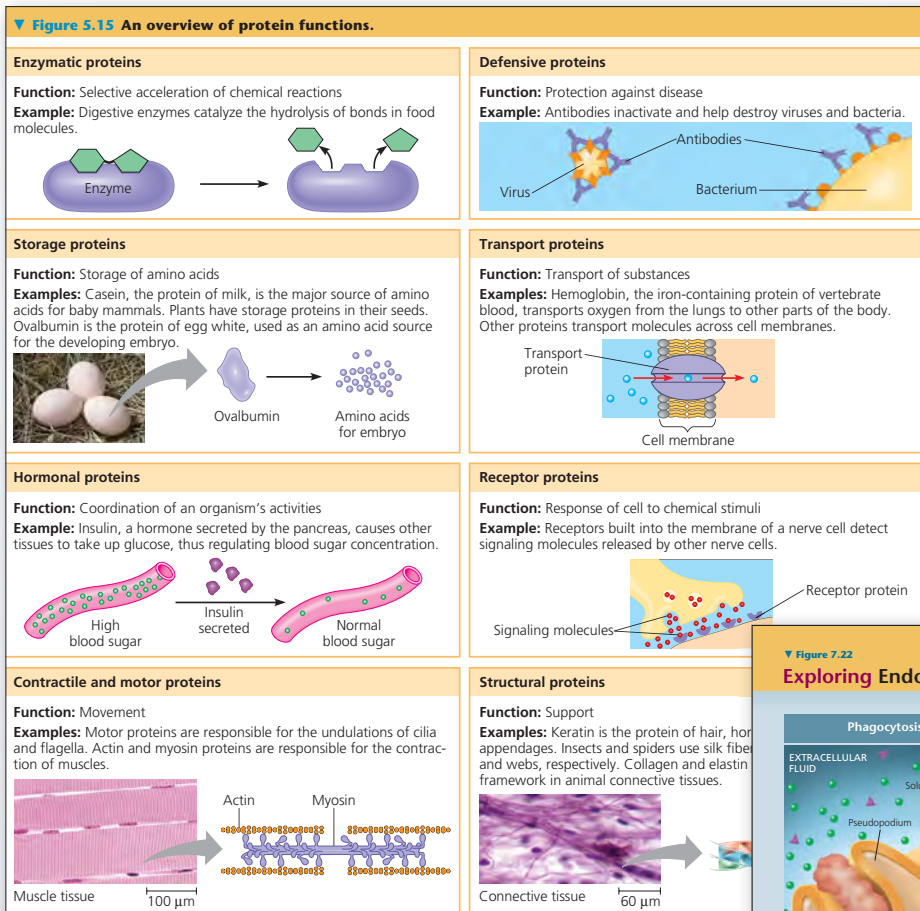 ▼ Figure 5.15 An overview of protein functions.
Enzymatic proteins
Function: Selective acceleration of chemical reactions
Example: Digestive enzymes catalyze the hydrolysis of bonds in food
molecules.
Enzyme
Defensive proteins
Function: Protection against disease
Example: Antibodies inactivate and help destroy viruses and bacteria.
Antibodies
Virus
Bacterium
Storage proteins
Function: Storage of amino acids
Examples: Casein, the protein of milk, is the major source of amino
acids for baby mammals. Plants have storage proteins in their seeds.
Ovalbumin is the protein of egg white, used as an amino acid source
for the developing embryo.
Ovalbumin
Amino acids
for embryo
Transport proteins
Function: Transport of substances
Examples: Hemoglobin, the iron-containing protein of vertebrate
blood, transports oxygen from the lungs to other parts of the body.
Other proteins transport molecules across cell membranes.
Transport
protein
Cell membrane
Hormonal proteins
Function: Coordination of an organism's activities
Example: Insulin, a hormone secreted by the pancreas, causes other
tissues to take up glucose, thus regulating blood sugar concentration.
High
blood sugar
Insulin
secreted
Normal
blood sugar
Receptor proteins
Function: Response of cell to chemical stimuli
Example: Receptors built into the membrane of a nerve cell detect
signaling molecules released by other nerve cells.
Receptor protein
Signaling molecules
Contractile and motor proteins
Function: Movement
Examples: Motor proteins are responsible for the undulations of cilia
and flagella. Actin and myosin proteins are responsible for the contrac-
tion of muscles.
Actin
Myosin
Muscle tissue
100 µm
Structural proteins
Function: Support
Examples: Keratin is the protein of hair,
appendages. Insects and spiders use silk
and webs, respectively. Collagen and elastin
framework in animal connective tissues.
Connective tissue
60 µm
▼ Figure 7.22
Exploring
EXTRACELLULAR
FLUID
Pseudopodium